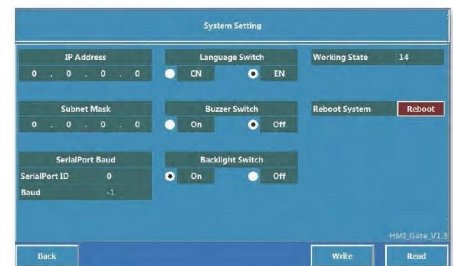 System Setting
IP Address
0 . 0 . 0 . 0
Language Switch
CN EN
Working State 14
Subnet Mask
0 . 0 . 0 . 0
Buzzer Switch
On Off
Reboot System Reboot
SerialPort Baud
SerialPort ID 0
Baud -1
Backlight Switch
On Off
HMI_Gate_V1.3
Back Write Read